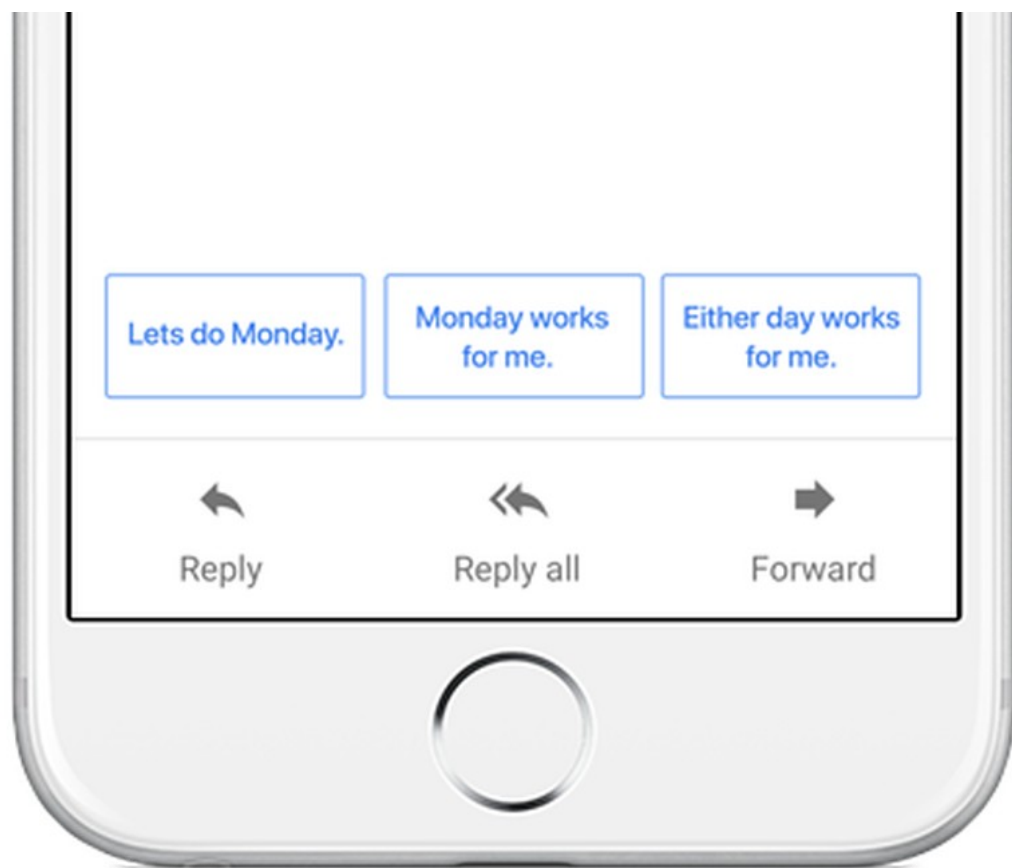 Lets do Monday.
Monday works
for me.
Either day works
for me.
Reply
Reply all
Forward